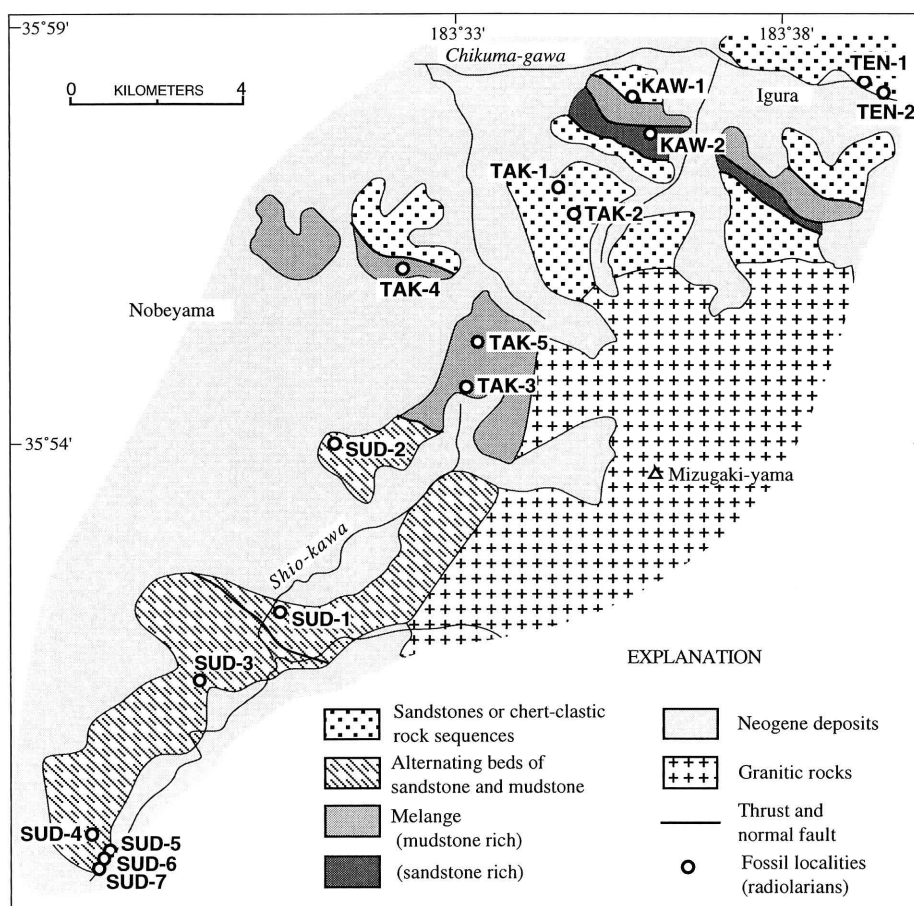 35°59'
183°33'
183°38'
Chikuma-gawa
0 KILOMETERS 4
TEN-1
KAW-1
Igura
TEN-2
KAW-2
TAK-1
TAK-2
TAK-4
Nobeyama
TAK-5
TAK-3
35°54'
SUD-2
Mizugaki-yama
Shio-kawa
SUD-1
SUD-3
SUD-4
SUD-5
SUD-6
SUD-7
EXPLANATION
Sandstones or chert-clastic
rock sequences
Alternating beds of
sandstone and mudstone
Melange
(mudstone rich)
(sandstone rich)
Neogene deposits
Granitic rocks
Thrust and
normal fault
Fossil localities
(radiolarians)